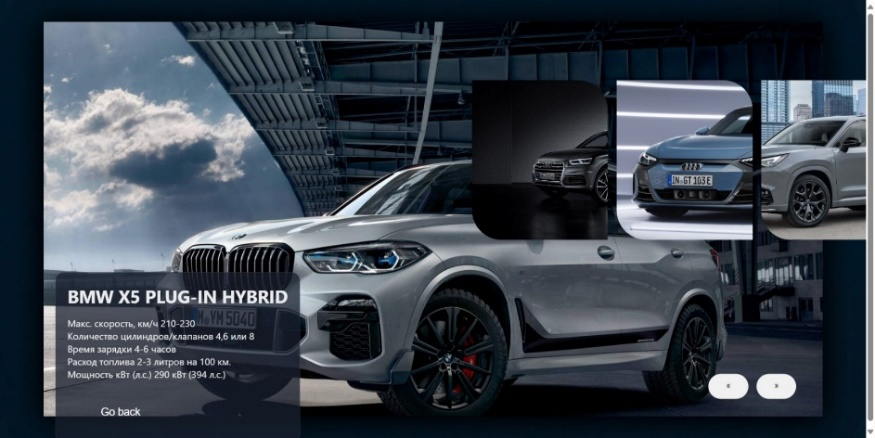 BMW X5 PLUG-IN HYBRID
IN·GT 103 E
M·YM 5040
Макс. скорость, км/ч 210-230
Количество цилиндров/клапанов 4,6 или 8
Время зарядки 4-6 часов
Расход топлива 2-3 литров на 100 км.
Мощность кВт (л.с.) 290 кВт (394 л.с.)
Go back
«
»